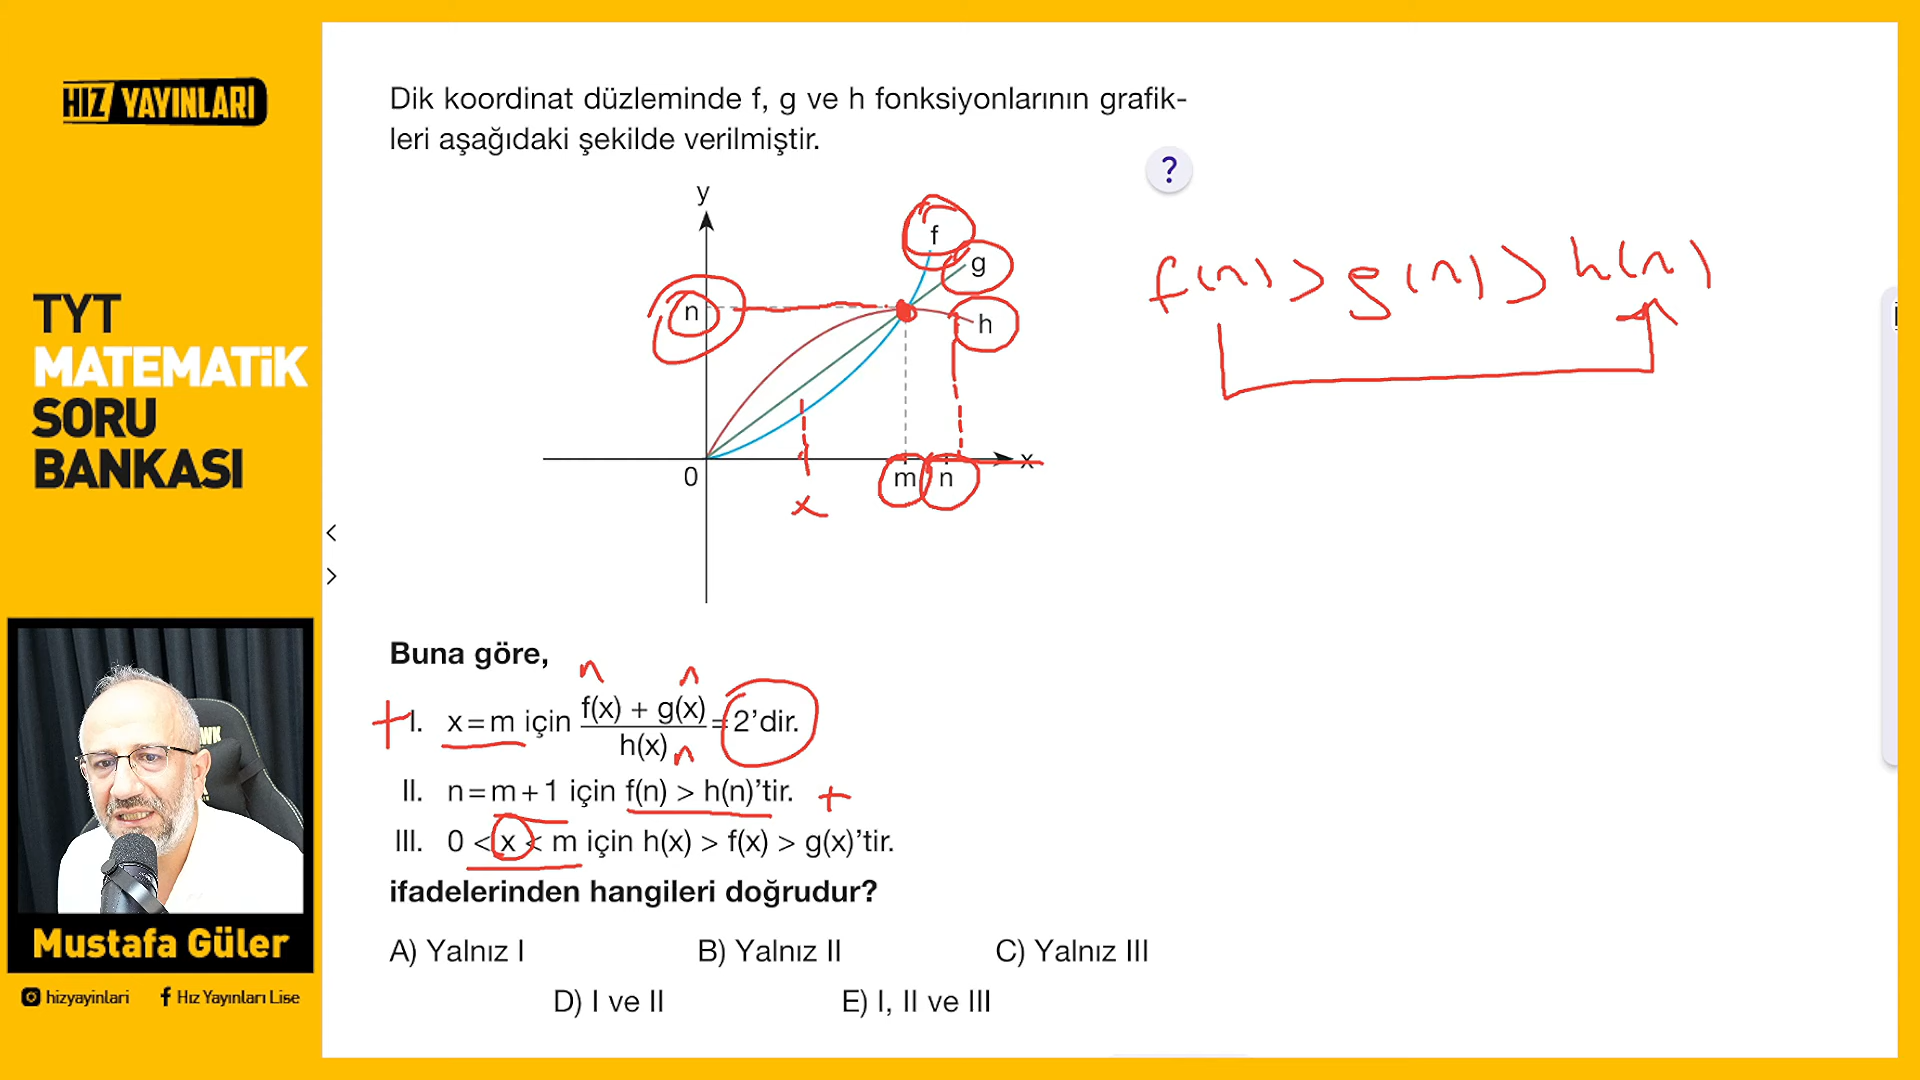 HIZ YAYINLARI
TYT
MATEMATİK
SORU
BANKASI
Mustafa Güler
hizyayinlari
Hız Yayınları Lise
Dik koordinat düzleminde f, g ve h fonksiyonlarının grafik-
leri aşağıdaki şekilde verilmiştir.
?
y
f
g
n
h
0
m
n
x
x
f(n) > g(n) > h(n)
<
>
Buna göre,
n n
+ I. x = m için f(x) + g(x) / h(x) = 2'dir.
n
II. n = m + 1 için f(n) > h(n)'tir. +
III. 0 < x < m için h(x) > f(x) > g(x)'tir.
ifadelerinden hangileri doğrudur?
A) Yalnız I
B) Yalnız II
C) Yalnız III
D) I ve II
E) I, II ve III